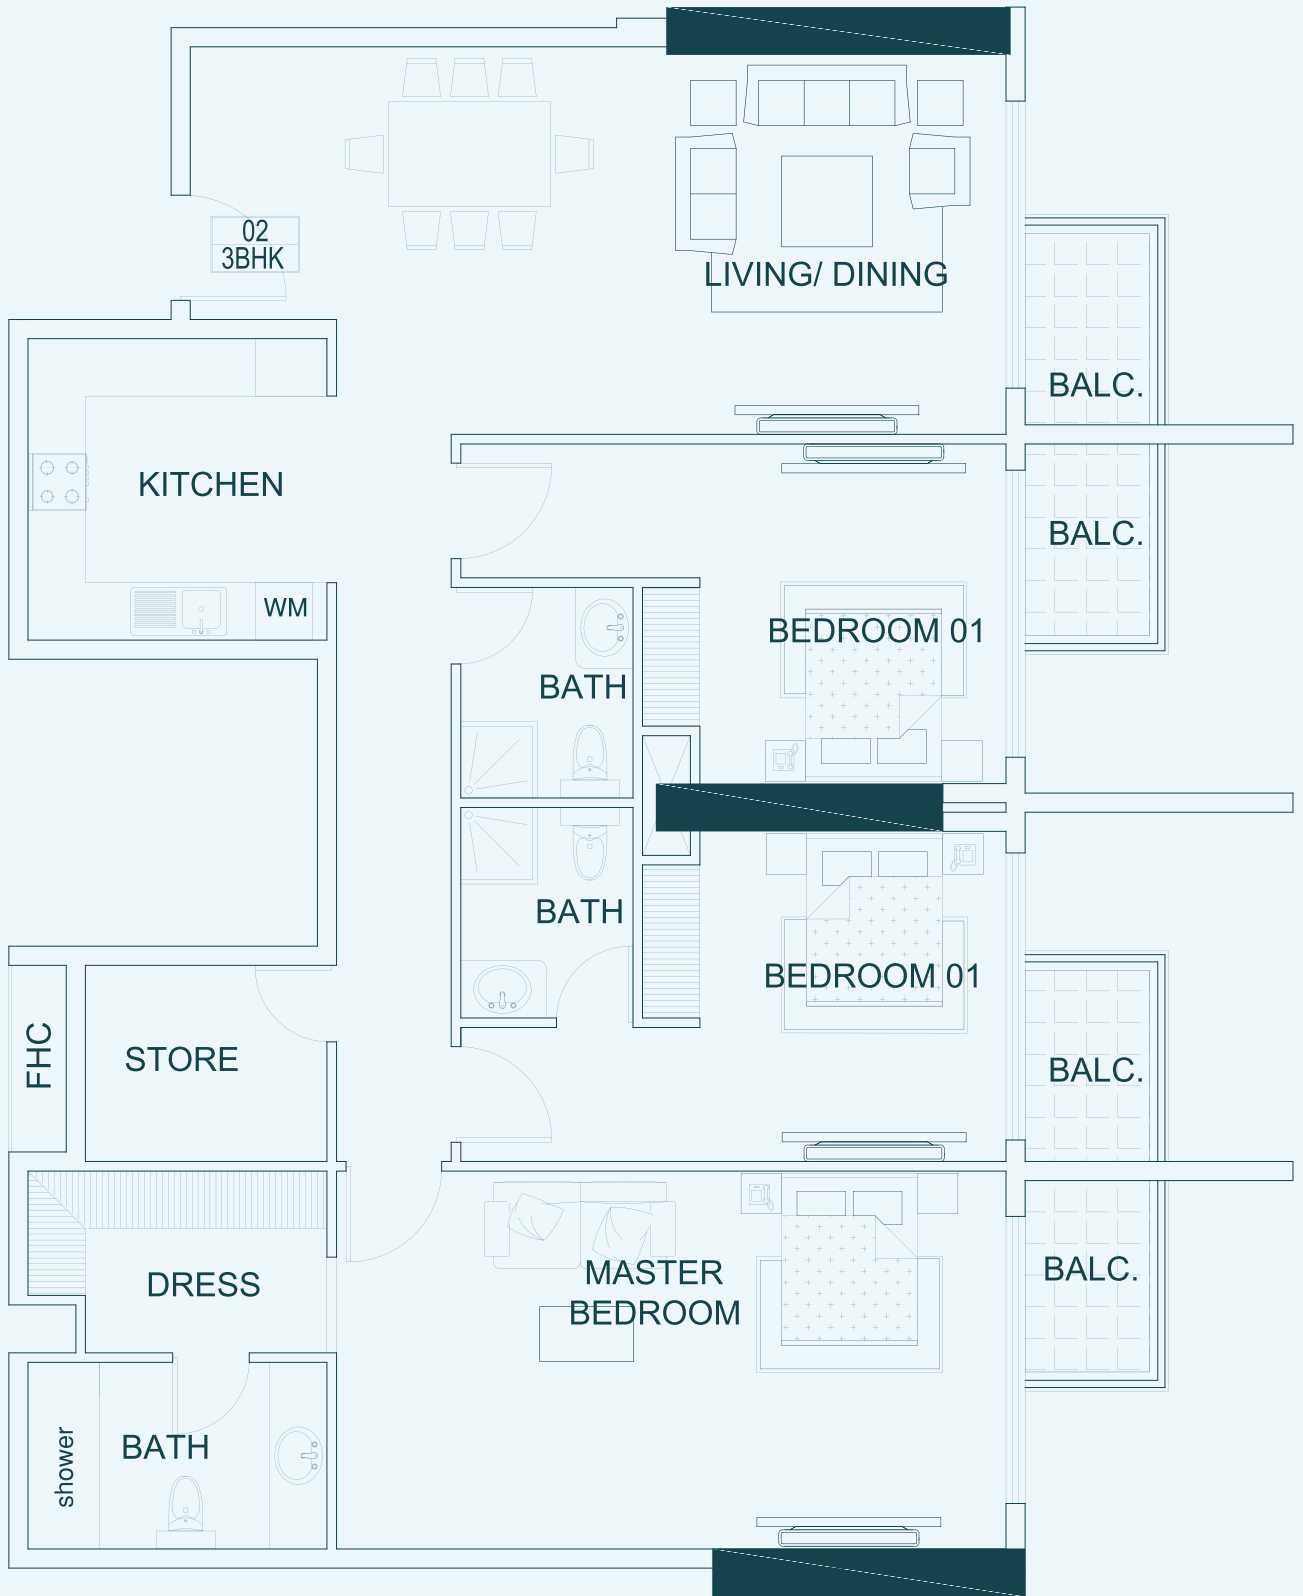 02
3BHK
LIVING/ DINING
BALC.
KITCHEN
BALC.
WM
BEDROOM 01
BATH
BATH
BEDROOM 01
FHC
STORE
BALC.
DRESS
MASTER
BEDROOM
BALC.
shower
BATH